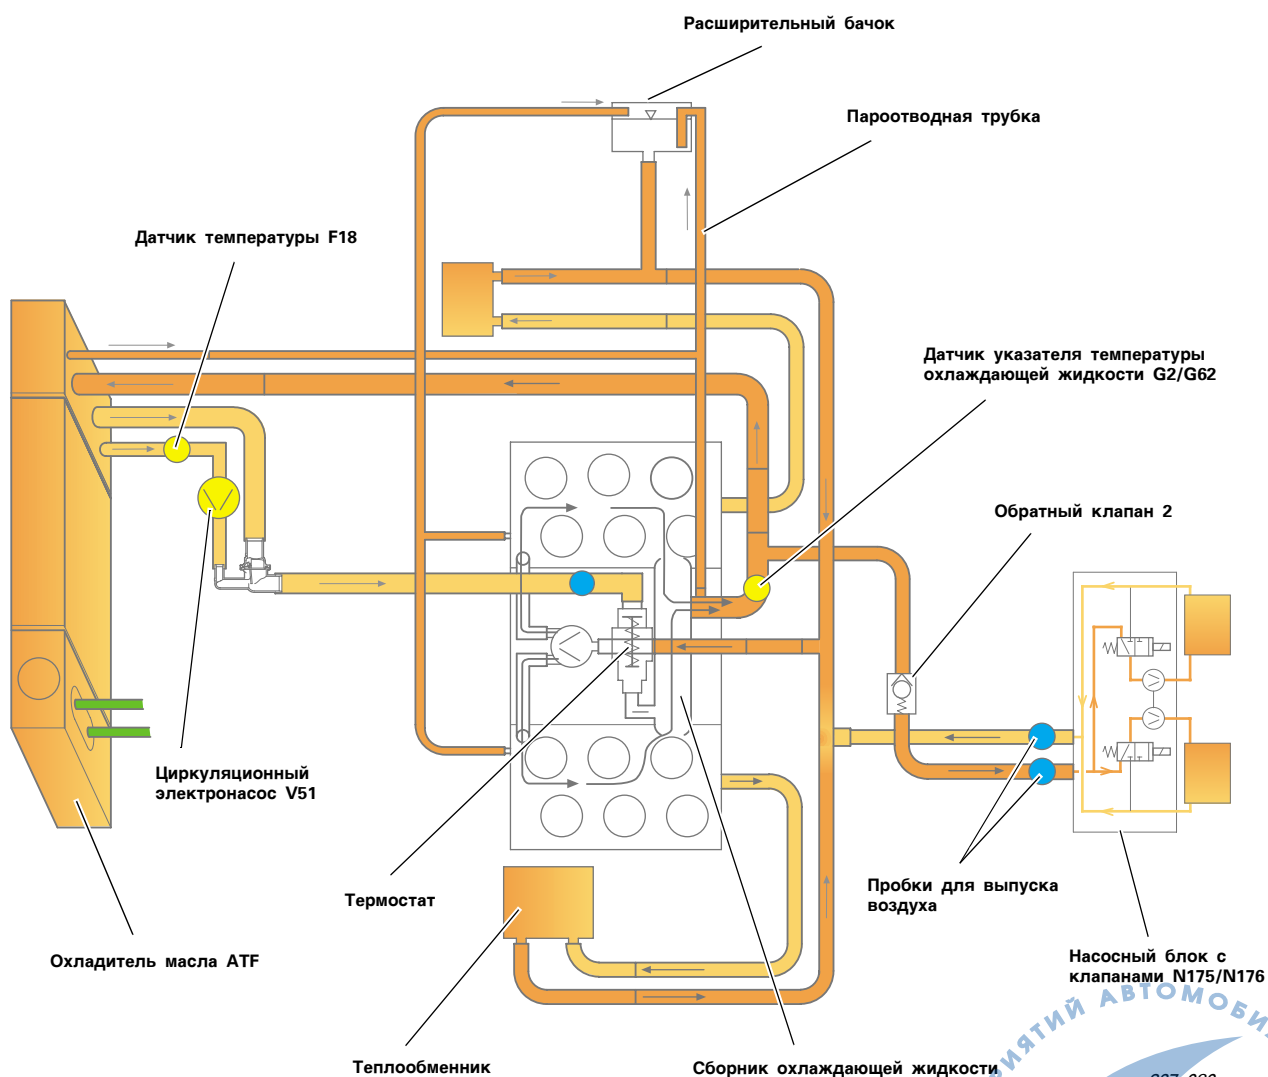 Расширительный бачок
Пароотводная трубка
Датчик температуры F18
Датчик указателя температуры
охлаждающей жидкости G2/G62
Обратный клапан 2
Циркуляционный
электронасос V51
Термостат
Пробки для выпуска
воздуха
Охладитель масла ATF
Насосный блок с
клапанами N175/N176
Теплообменник
Сборник охлаждающей жидкости